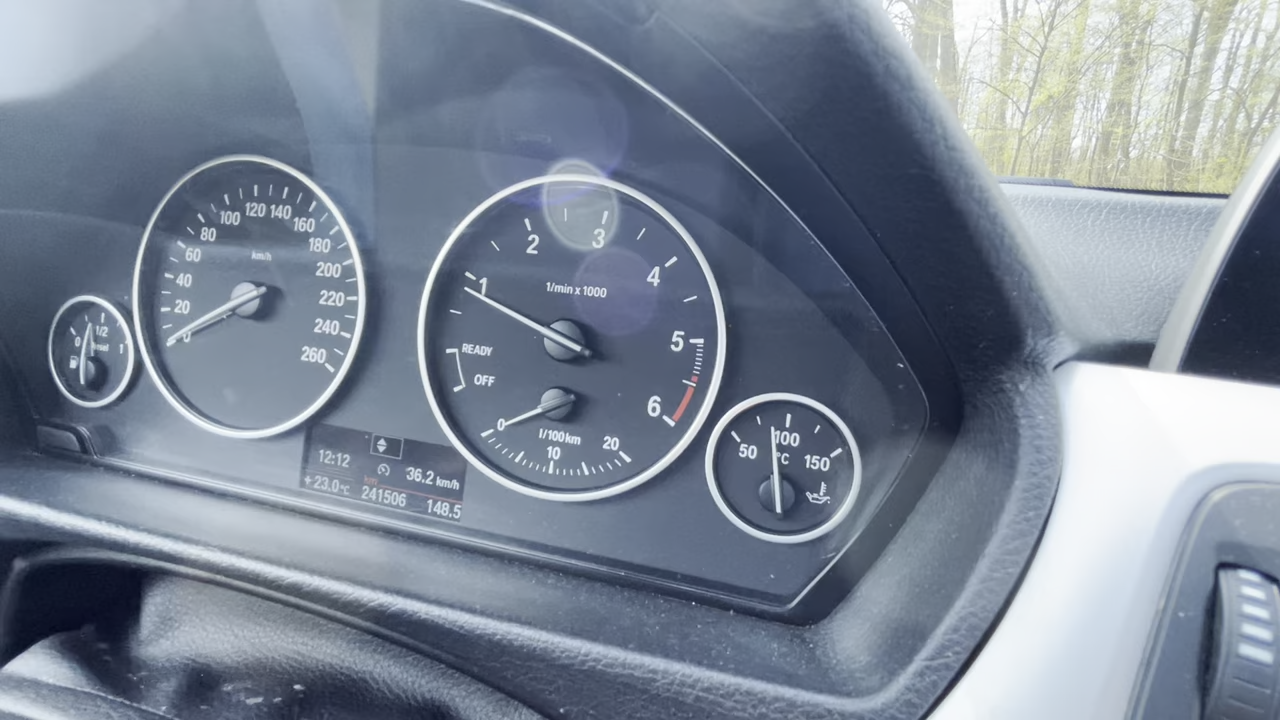 0 1/2 1
diesel
0 20 40 60 80 100 120 140 160 180 200 220 240 260
km/h
1 2 3 4 5 6
1/min x 1000
READY
OFF
0 10 20
1/100km
50 100 150
°C
12:12
36.2 km/h
+23.0°C
km
241506
148.5